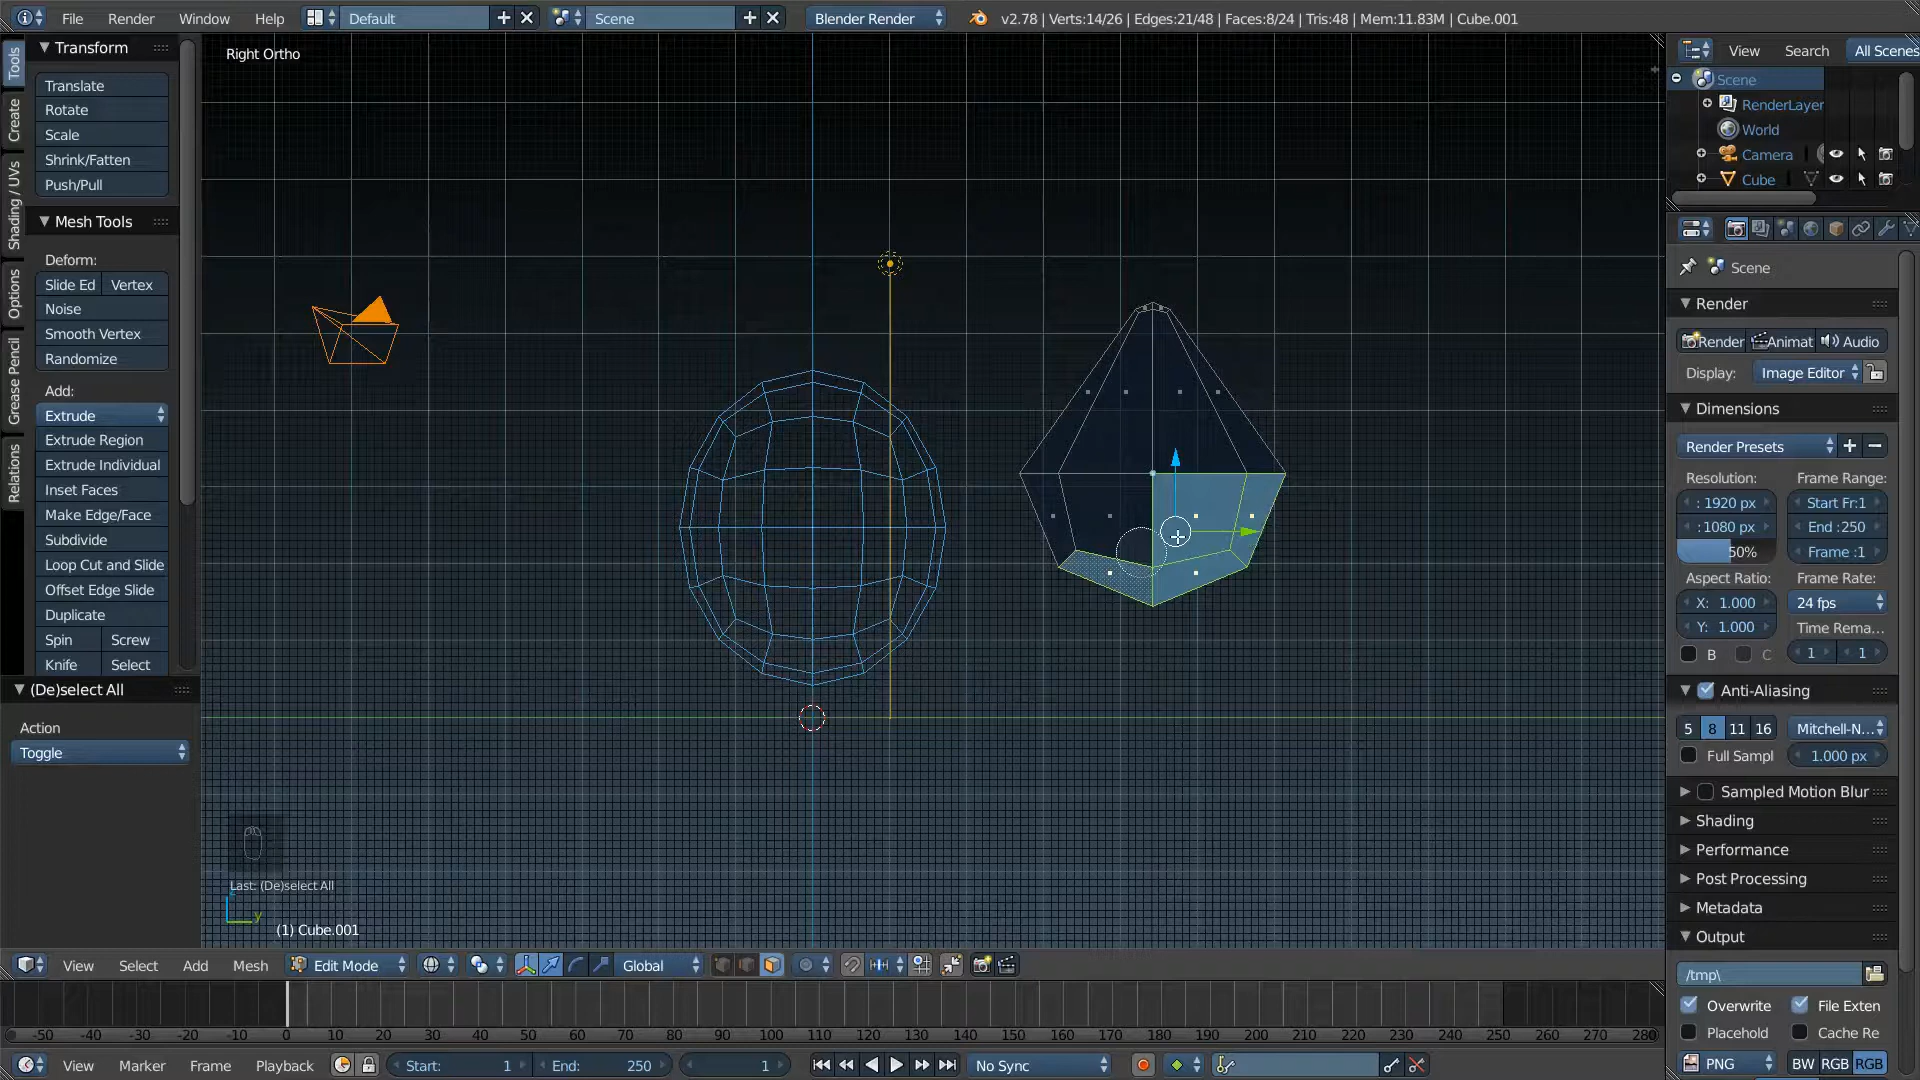 File Render Window Help Default Scene Blender Render v2.78 | Verts:14/26 | Edges:21/48 | Faces:8/24 | Tris:48 | Mem:11.83M | Cube.001
Tools
Create
Shading / UVs
Options
Grease Pencil
Relations
Transform
Translate
Rotate
Scale
Shrink/Fatten
Push/Pull
Mesh Tools
Deform:
Slide Ed Vertex
Noise
Smooth Vertex
Randomize
Add:
Extrude
Extrude Region
Extrude Individual
Inset Faces
Make Edge/Face
Subdivide
Loop Cut and Slide
Offset Edge Slide
Duplicate
Spin Screw
Knife Select
(De)select All
Action
Toggle
Right Ortho
Last: (De)select All
z
y
(1) Cube.001
View Search All Scenes
Scene
RenderLayer
World
Camera
Cube
Scene
Render
Render Animat Audio
Display: Image Editor
Dimensions
Render Presets
Resolution: Frame Range:
: 1920 px Start Fr:1
: 1080 px End :250
50% Frame :1
Aspect Ratio: Frame Rate:
X: 1.000 24 fps
Y: 1.000 Time Rema...
B C 1 1
Anti-Aliasing
5 8 11 16 Mitchell-N...
Full Sampl 1.000 px
Sampled Motion Blur
Shading
Performance
Post Processing
Metadata
Output
/tmp\
Overwrite File Exten
Placehold Cache Re
PNG BW RGB RGB
View Select Add Mesh Edit Mode Global
-50 -40 -30 -20 -10 0 10 20 30 40 50 60 70 80 90 100 110 120 130 140 150 160 170 180 190 200 210 220 230 240 250 260 270 280
View Marker Frame Playback Start: 1 End: 250 1 No Sync